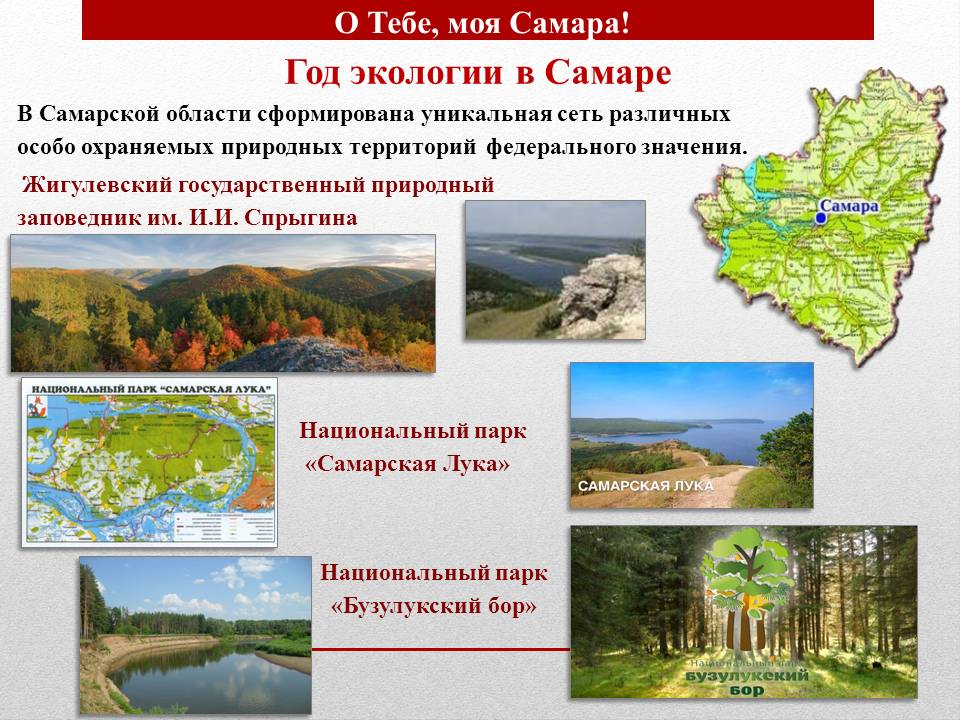 О Тебе, моя Самара!
Год экологии в Самаре
В Самарской области сформирована уникальная сеть различных
особо охраняемых природных территорий федерального значения.
Жигулевский государственный природный
заповедник им. И.И. Спрыгина
Самара
НАЦИОНАЛЬНЫЙ ПАРК "САМАРСКАЯ ЛУКА"
Национальный парк
«Самарская Лука»
САМАРСКАЯ ЛУКА
Национальный парк
«Бузулукский бор»
Национальный парк
бузулукский
бор